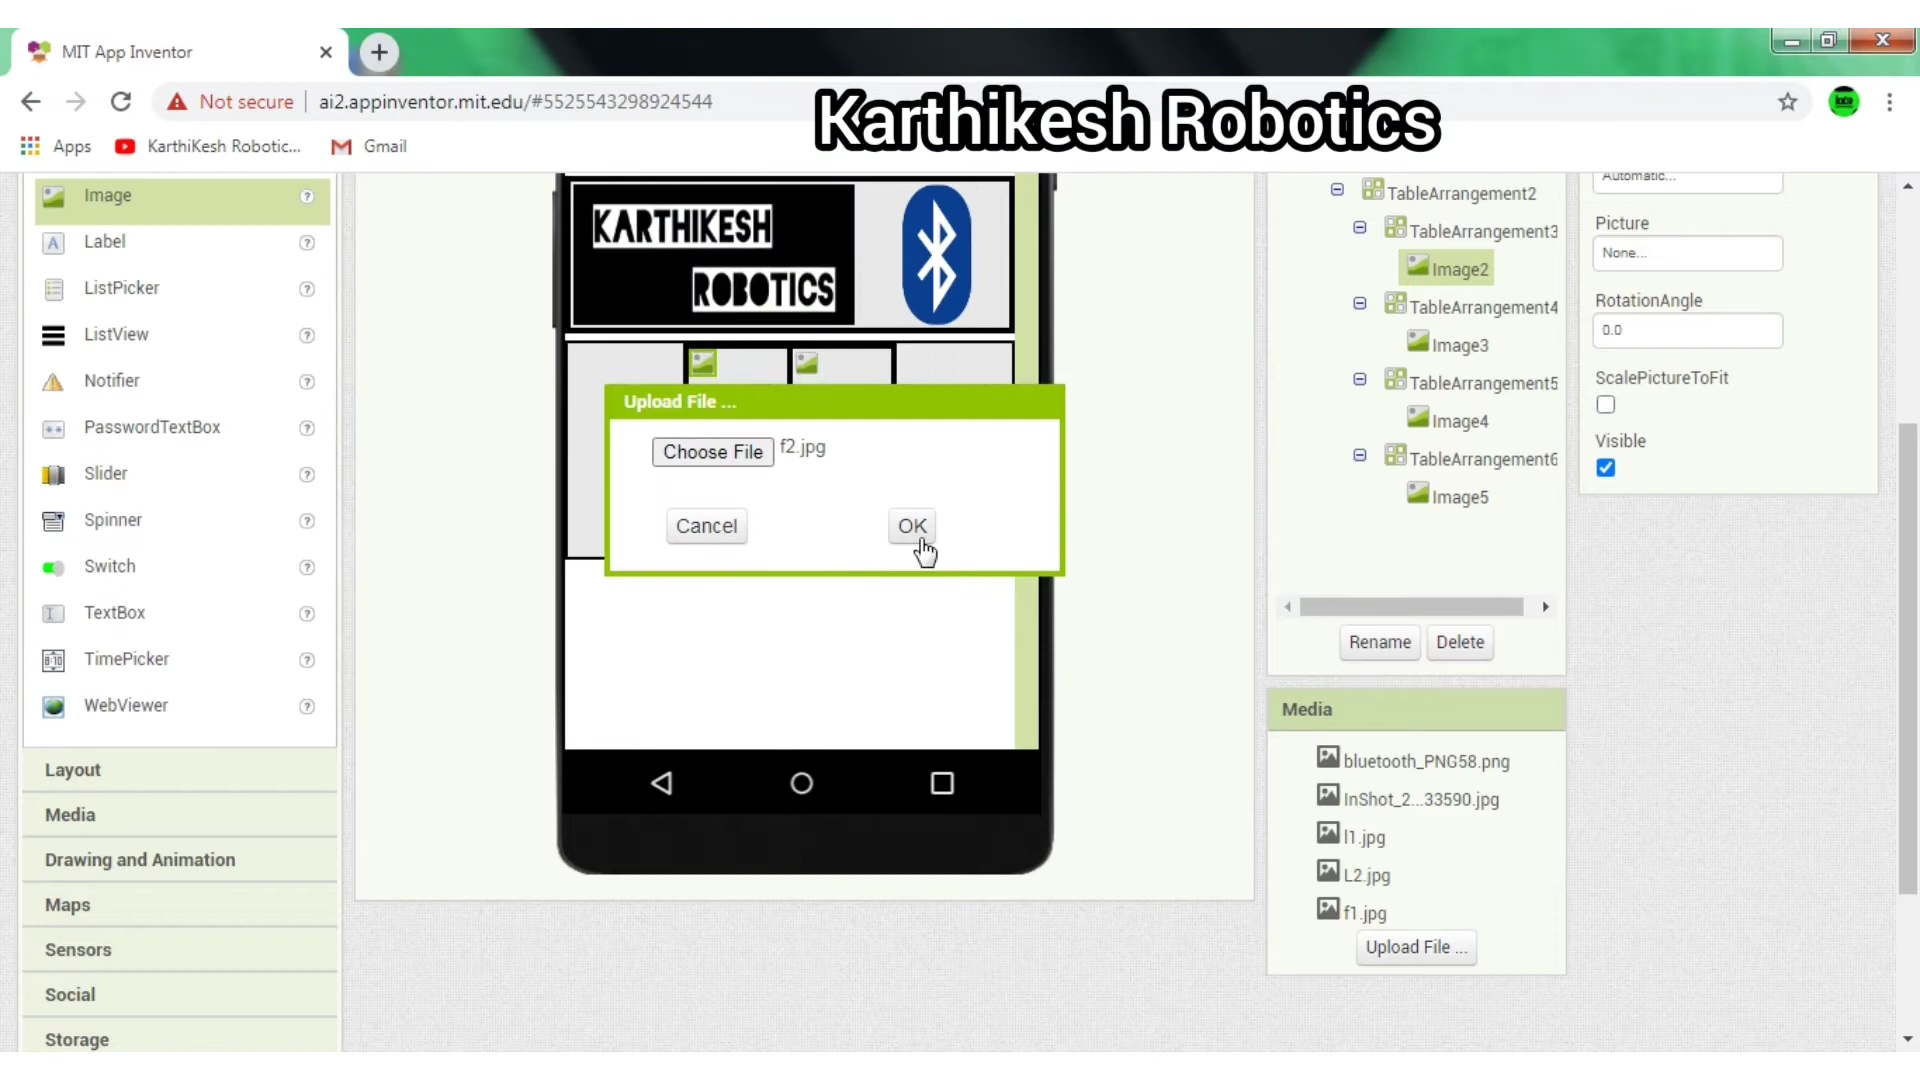 MIT App Inventor
Not secure
ai2.appinventor.mit.edu/#5525543298924544
Karthikesh Robotics
Apps
KarthiKesh Robotic...
Gmail
Image
Label
ListPicker
ListView
Notifier
PasswordTextBox
Slider
Spinner
Switch
TextBox
TimePicker
WebViewer
Layout
Media
Drawing and Animation
Maps
Sensors
Social
Storage
KARTHIKESH
ROBOTICS
Upload File ...
Choose File f2.jpg
Cancel
OK
TableArrangement2
TableArrangement3
Image2
TableArrangement4
Image3
TableArrangement5
Image4
TableArrangement6
Image5
Rename
Delete
Media
bluetooth_PNG58.png
InShot_2...33590.jpg
l1.jpg
L2.jpg
f1.jpg
Upload File ...
Automatic...
Picture
None...
RotationAngle
0.0
ScalePictureToFit
Visible